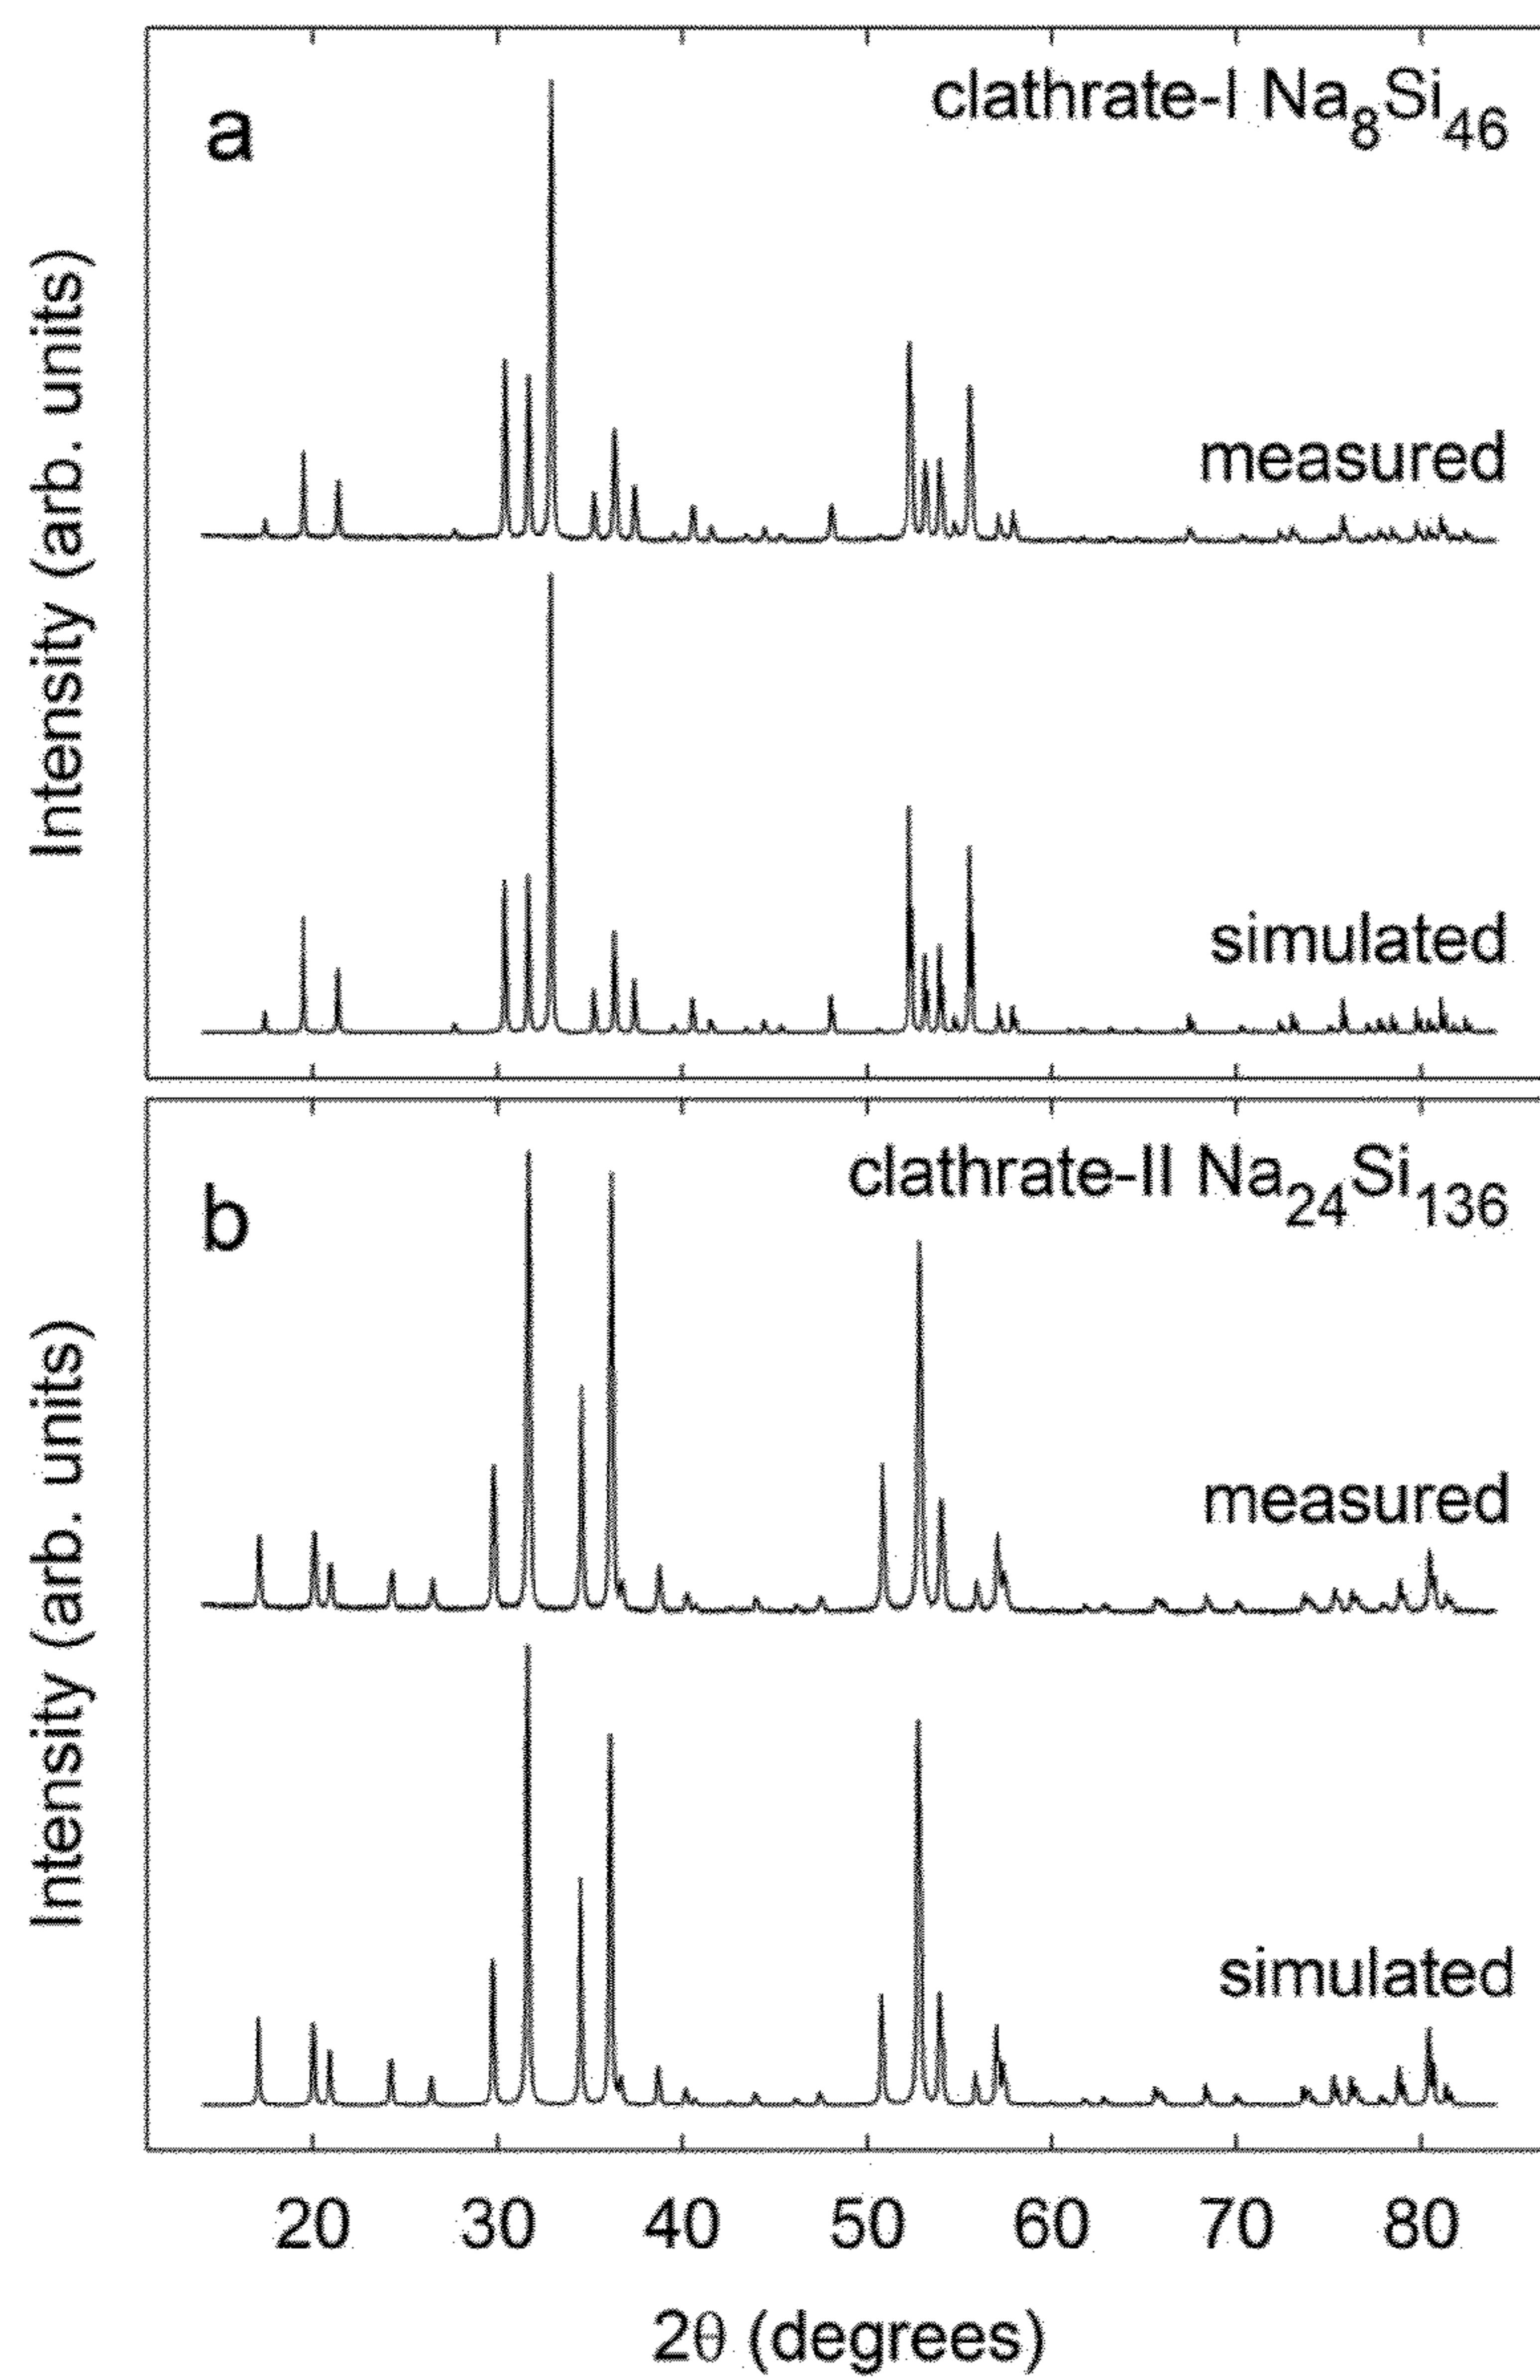 a
clathrate-I Na₈Si₄₆
Intensity (arb. units)
measured
simulated
b
clathrate-II Na₂₄Si₁₃₆
Intensity (arb. units)
measured
simulated
20 30 40 50 60 70 80
2θ (degrees)